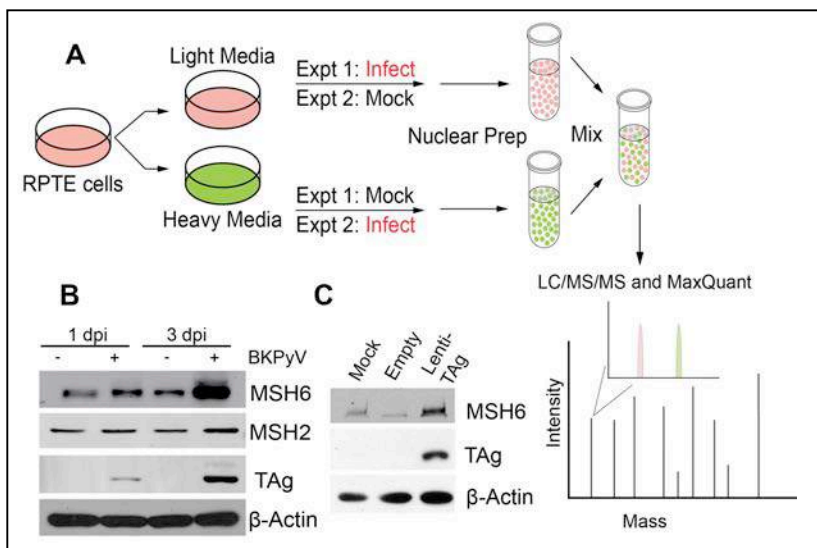 A
Light Media
RPTE cells
Heavy Media
Expt 1: Infect
Expt 2: Mock
Expt 1: Mock
Expt 2: Infect
Nuclear Prep
Mix
LC/MS/MS and MaxQuant
Intensity
Mass
B
1 dpi 3 dpi
- + - + BKPyV
MSH6
MSH2
TAg
β-Actin
C
Mock
Empty
Lenti-
TAg
MSH6
TAg
β-Actin